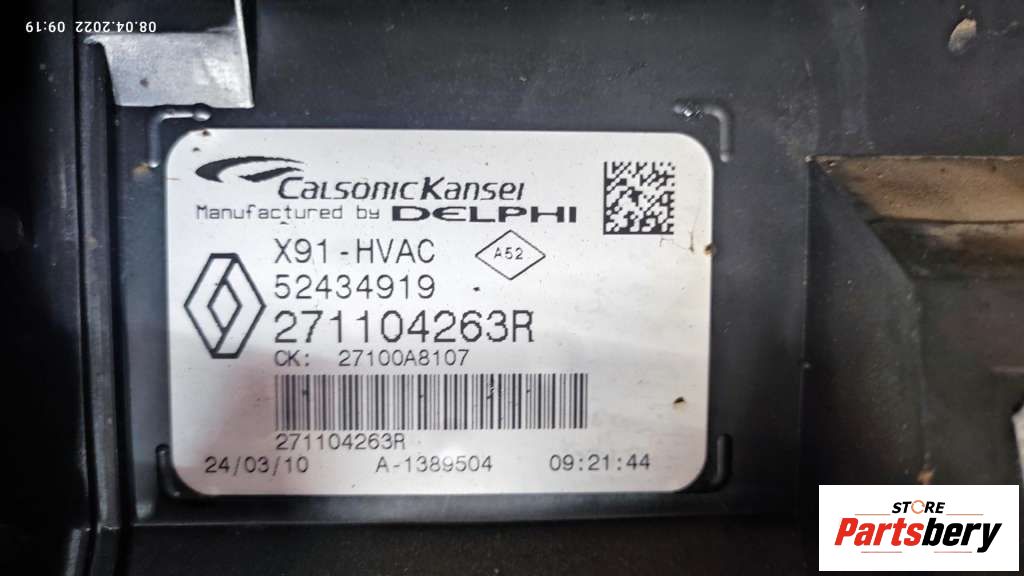 08.04.2022 09:19
CALSONICKANSEI
Manufactured by DELPHI
X91-HVAC
A52
52434919
271104263R
CK: 27100A8107
271104263R
24/03/10 A-1389504 09:21:44
STORE
Partsbery